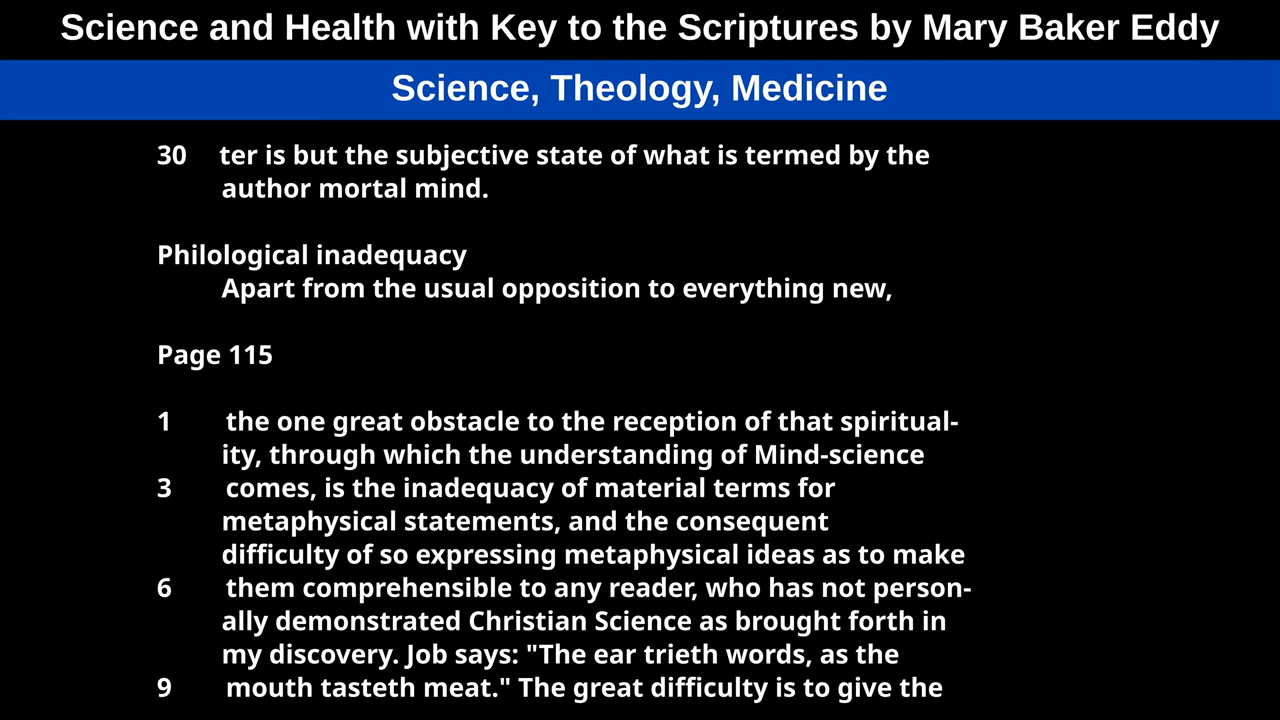 Science and Health with Key to the Scriptures by Mary Baker Eddy
Science, Theology, Medicine
30 ter is but the subjective state of what is termed by the
author mortal mind.
Philological inadequacy
Apart from the usual opposition to everything new,
Page 115
1 the one great obstacle to the reception of that spiritual-
ity, through which the understanding of Mind-science
3 comes, is the inadequacy of material terms for
metaphysical statements, and the consequent
difficulty of so expressing metaphysical ideas as to make
6 them comprehensible to any reader, who has not person-
ally demonstrated Christian Science as brought forth in
my discovery. Job says: "The ear trieth words, as the
9 mouth tasteth meat." The great difficulty is to give the